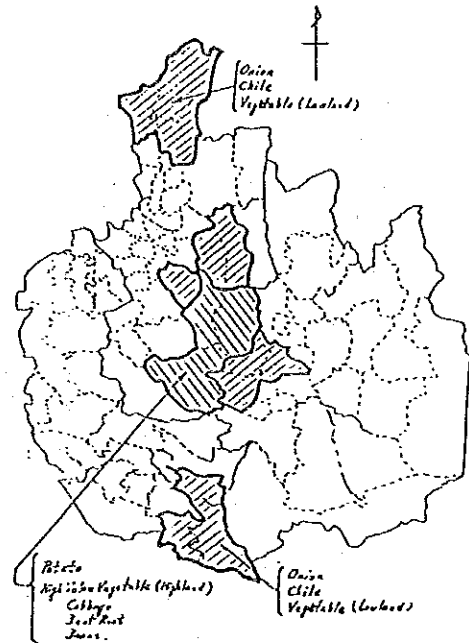 Onion
Chile
Vegetable (Lowland)
Potato
Vegetable (Highland)
Cabbage
Beet Root
Onion
Chile
Vegetable (Lowland)